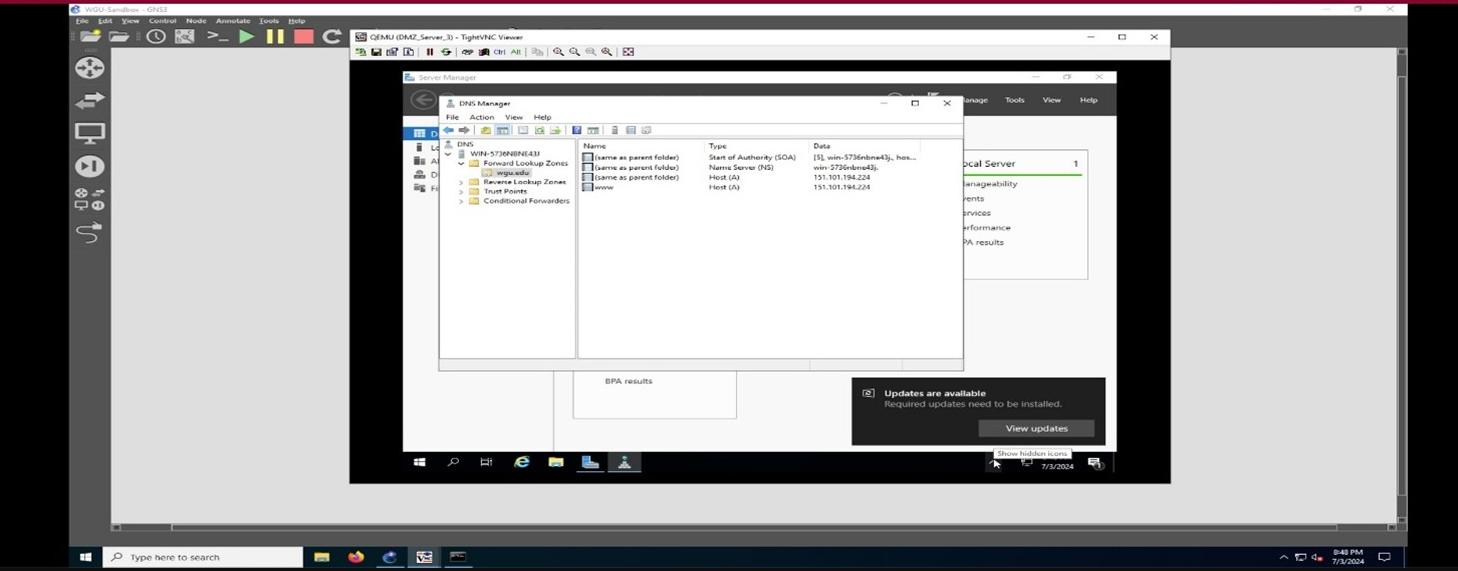 WGU-Sandbox - GNS3
File Edit View Control Node Annotate Tools Help
QEMU (DMZ_Server_3) - TightVNC Viewer
Ctrl Alt
Server Manager
Manage Tools View Help
DNS Manager
File Action View Help
DNS
WIN-5736NBNE43J
Forward Lookup Zones
wgu.edu
Reverse Lookup Zones
Trust Points
Conditional Forwarders
Name Type Data
(same as parent folder) Start of Authority (SOA) [5], win-5736nbne43j., hos...
(same as parent folder) Name Server (NS) win-5736nbne43j.
(same as parent folder) Host (A) 151.101.194.224
www Host (A) 151.101.194.224
ocal Server 1
lanageability
vents
ervices
erformance
PA results
BPA results
Updates are available
Required updates need to be installed.
View updates
Show hidden icons
7/3/2024
Type here to search
8:48 PM
7/3/2024